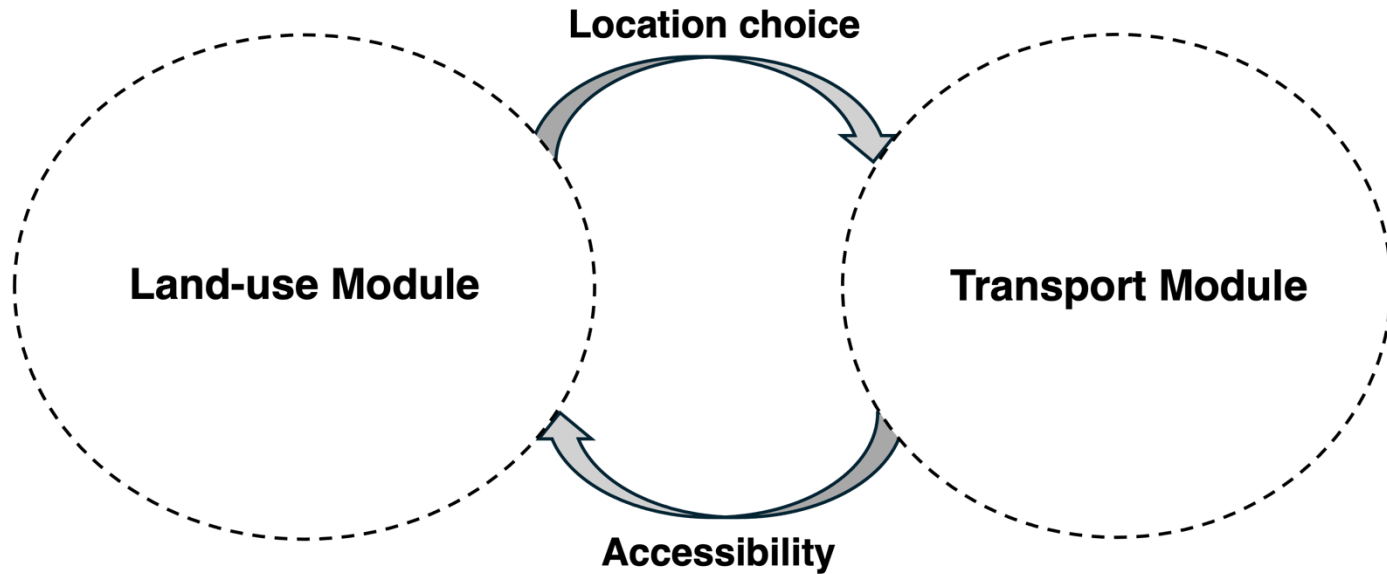 Location choice
Land-use Module
Transport Module
Accessibility